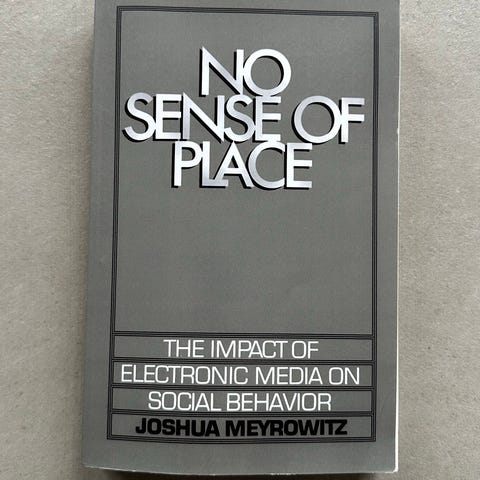 NO
SENSE OF
PLACE
THE IMPACT OF
ELECTRONIC MEDIA ON
SOCIAL BEHAVIOR
JOSHUA MEYROWITZ